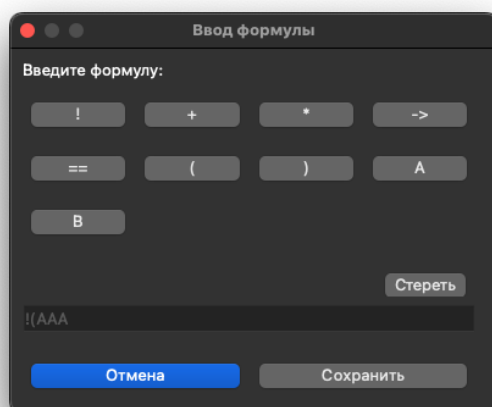 Ввод формулы
Введите формулу:
! + * ->
== ( ) A
B
Стереть
!(AAA
Отмена Сохранить